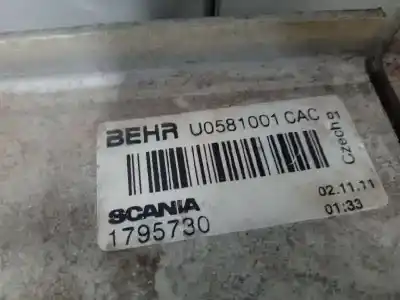 BEHR U0581001 CAC
Czech 01
02.11.11
SCANIA
01:33
1795730